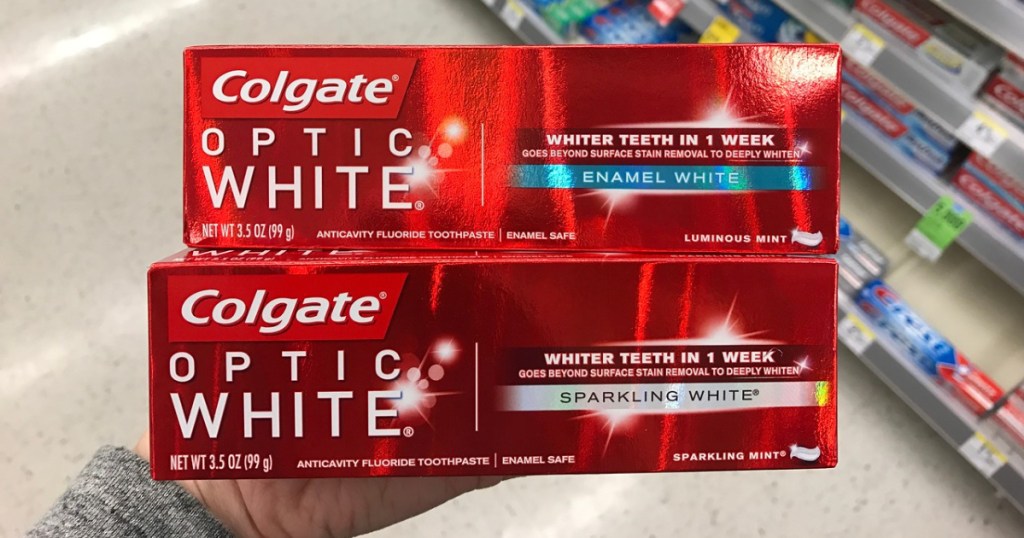 Colgate®
OPTIC
WHITE®
NET WT 3.5 OZ (99 g)
ANTICAVITY FLUORIDE TOOTHPASTE | ENAMEL SAFE
WHITER TEETH IN 1 WEEK
GOES BEYOND SURFACE STAIN REMOVAL TO DEEPLY WHITEN
ENAMEL WHITE
LUMINOUS MINT
WHITE
Colgate®
OPTIC
WHITE®
NET WT 3.5 OZ (99 g)
ANTICAVITY FLUORIDE TOOTHPASTE | ENAMEL SAFE
WHITER TEETH IN 1 WEEK
GOES BEYOND SURFACE STAIN REMOVAL TO DEEPLY WHITEN
SPARKLING WHITE®
SPARKLING MINT®
Colgate